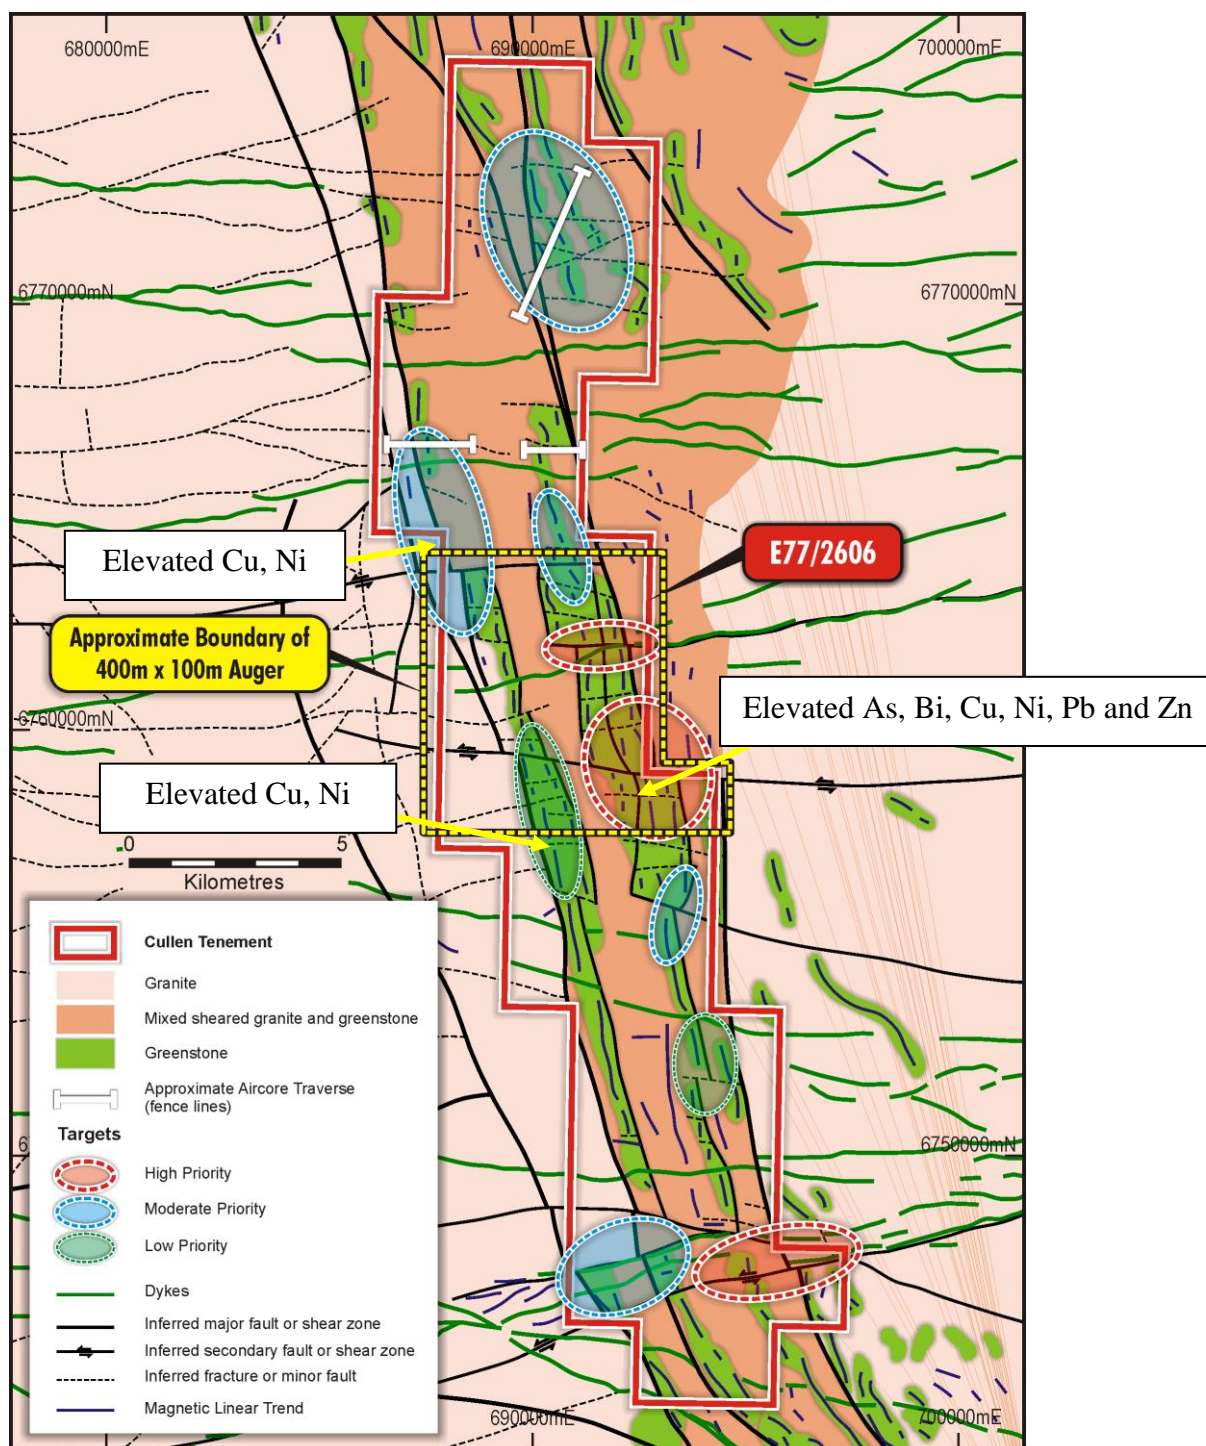 680000mE
690000mE
700000mE
6770000mN
6770000mN
Elevated Cu, Ni
E77/2606
Approximate Boundary of
400m x 100m Auger
6760000mN
Elevated As, Bi, Cu, Ni, Pb and Zn
Elevated Cu, Ni
0
5
Kilometres
Cullen Tenement
Granite
Mixed sheared granite and greenstone
Greenstone
Approximate Aircore Traverse
(fence lines)
Targets
6750000mN
High Priority
Moderate Priority
Low Priority
Dykes
Inferred major fault or shear zone
Inferred secondary fault or shear zone
Inferred fracture or minor fault
Magnetic Linear Trend
690000mE
700000mE